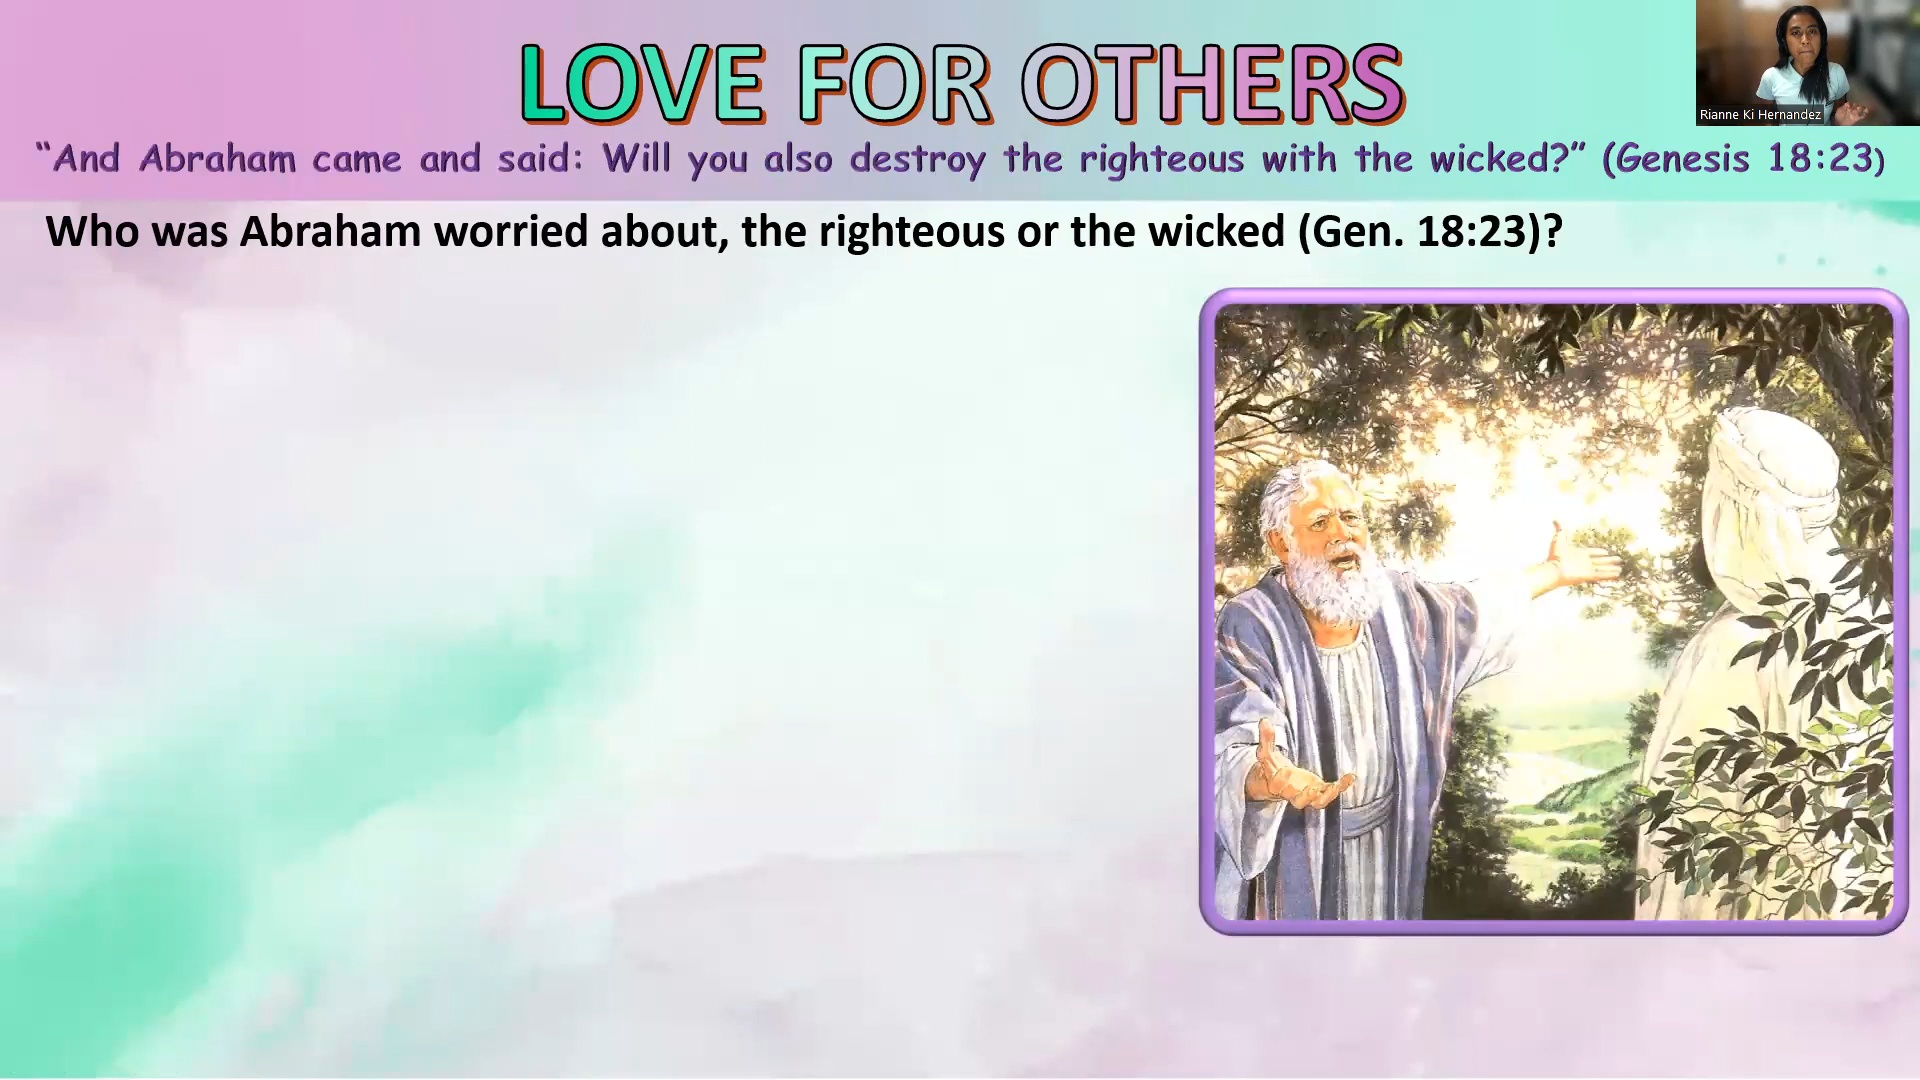 LOVE FOR OTHERS
Rianne Ki Hernandez
“And Abraham came and said: Will you also destroy the righteous with the wicked?” (Genesis 18:23)
Who was Abraham worried about, the righteous or the wicked (Gen. 18:23)?